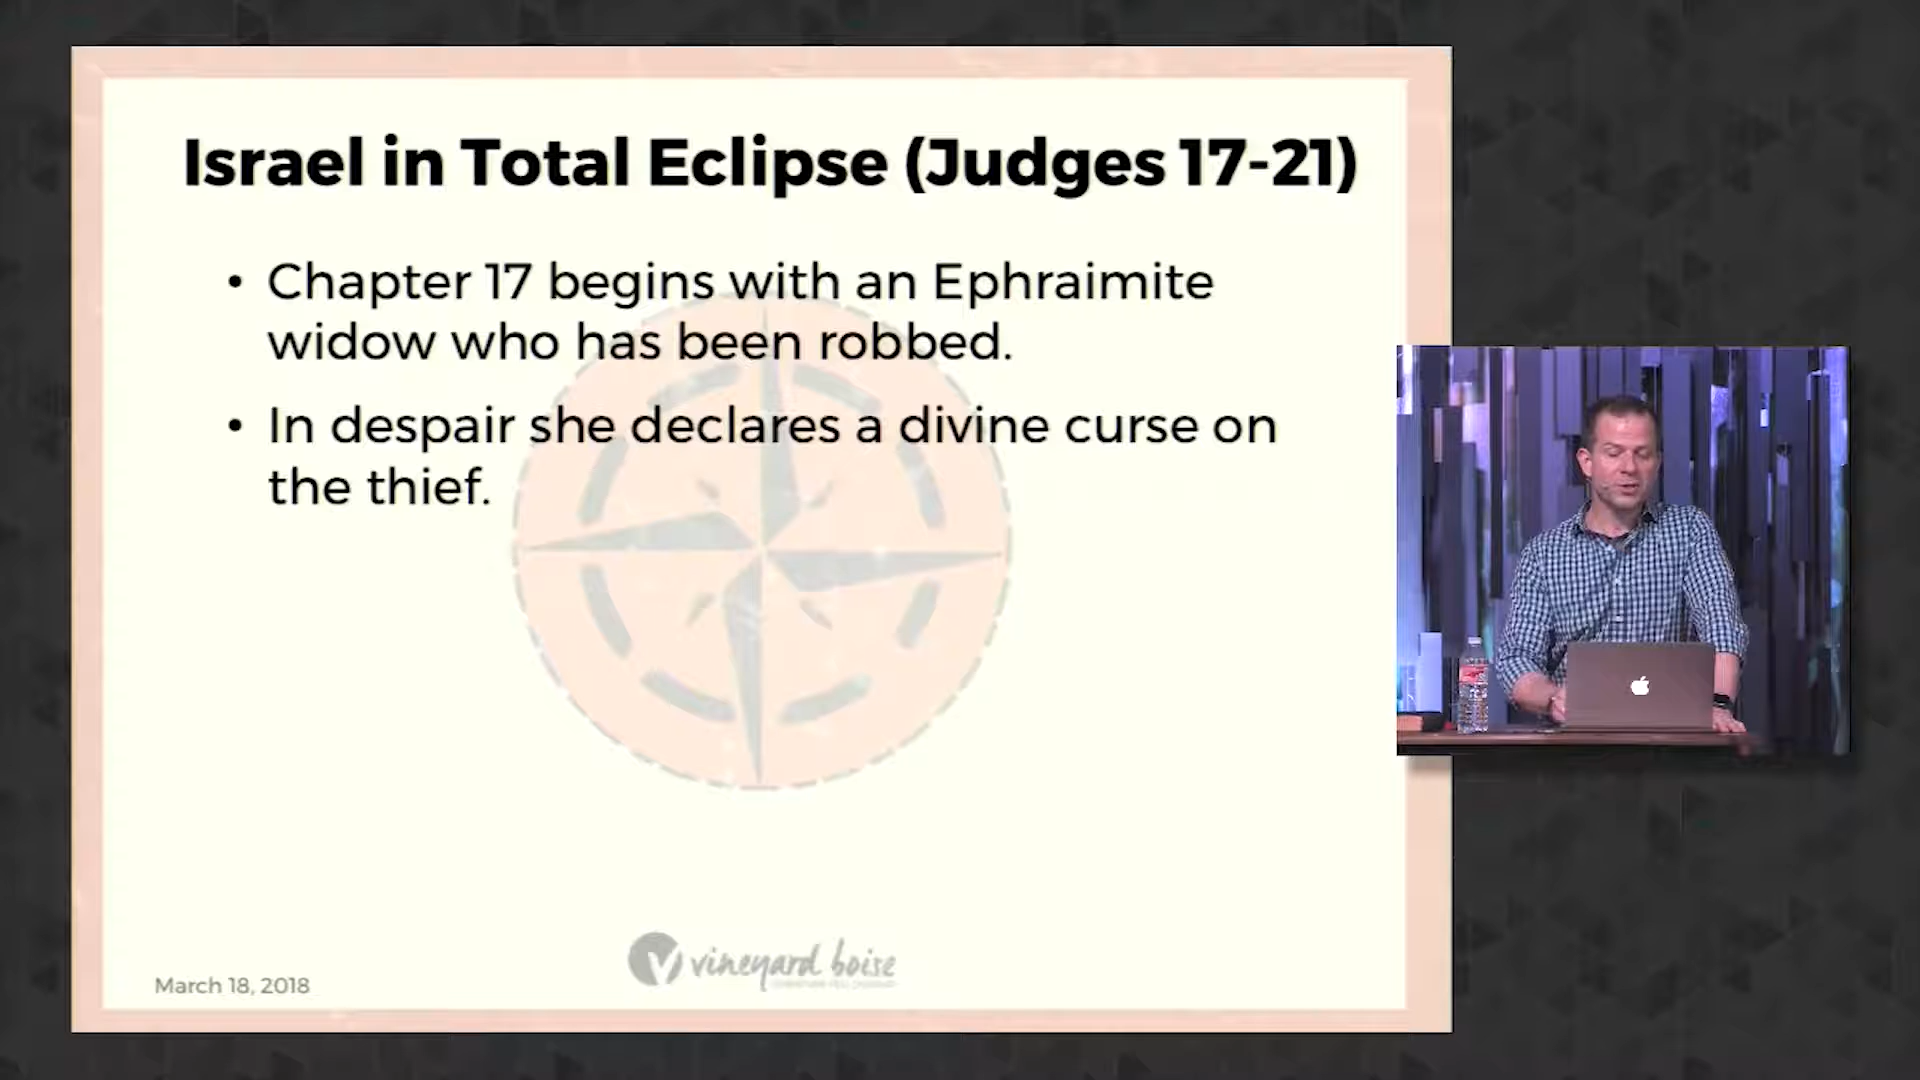 Israel in Total Eclipse (Judges 17-21)
• Chapter 17 begins with an Ephraimite
widow who has been robbed.
• In despair she declares a divine curse on
the thief.
vineyard boise
March 18, 2018